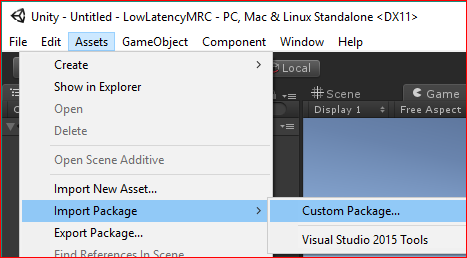 Unity - Untitled - LowLatencyMRC - PC, Mac & Linux Standalone <DX11>
File Edit Assets GameObject Component Window Help
Create
Local
Show in Explorer
Scene
Game
Open
Display 1
Free Aspect
Delete
Open Scene Additive
Import New Asset...
Import Package
Custom Package...
Export Package...
Visual Studio 2015 Tools
Find References In Scene